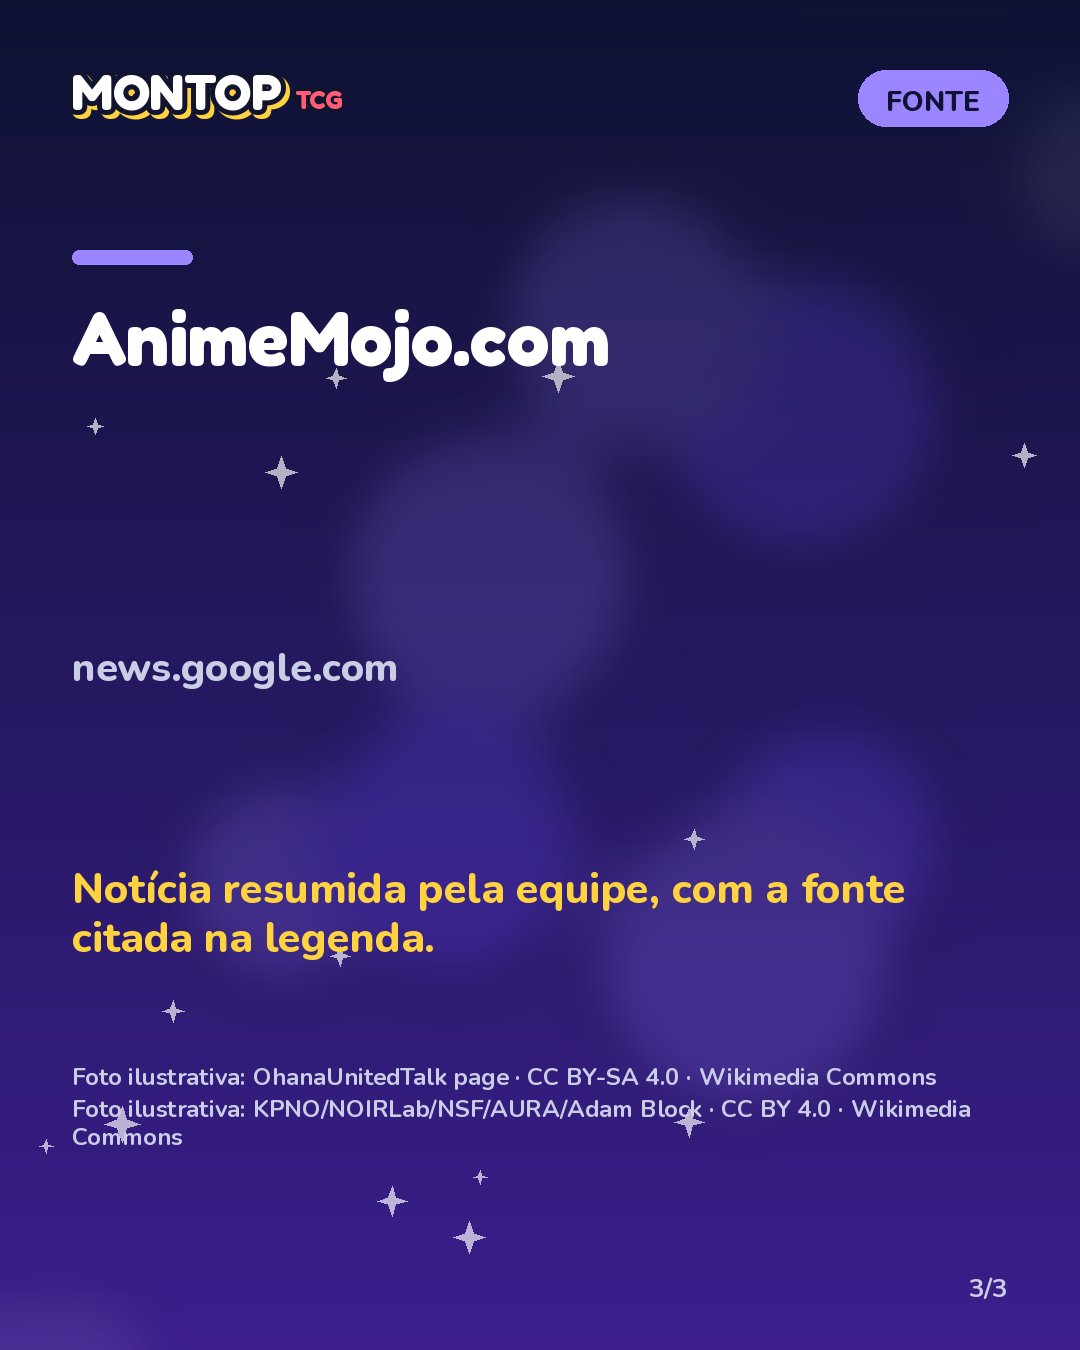 MONTOP TCG
FONTE
AnimeMojo.com
news.google.com
Notícia resumida pela equipe, com a fonte
citada na legenda.
Foto ilustrativa: OhanaUnitedTalk page · CC BY-SA 4.0 · Wikimedia Commons
Foto ilustrativa: KPNO/NOIRLab/NSF/AURA/Adam Block · CC BY 4.0 · Wikimedia
Commons
3/3